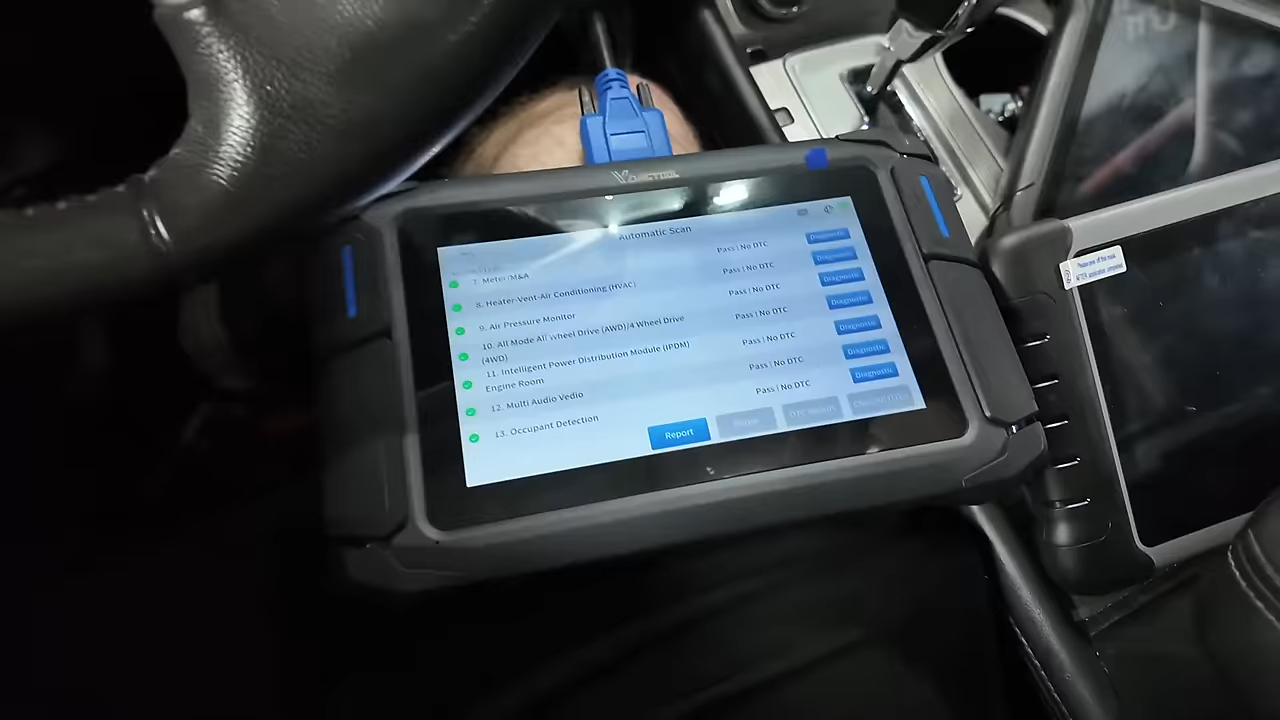 Automatic Scan
7. Meter/M&A Pass | No DTC Diagnostic
8. Heater-Vent-Air Conditioning (HVAC) Pass | No DTC Diagnostic
9. Air Pressure Monitor Pass | No DTC Diagnostic
10. All Mode All wheel Drive (AWD)/4 Wheel Drive
(4WD) Pass | No DTC Diagnostic
11. Intelligent Power Distribution Module (IPDM)
Engine Room Pass | No DTC Diagnostic
12. Multi Audio Vedio Pass | No DTC Diagnostic
13. Occupant Detection Pass | No DTC Diagnostic
Report